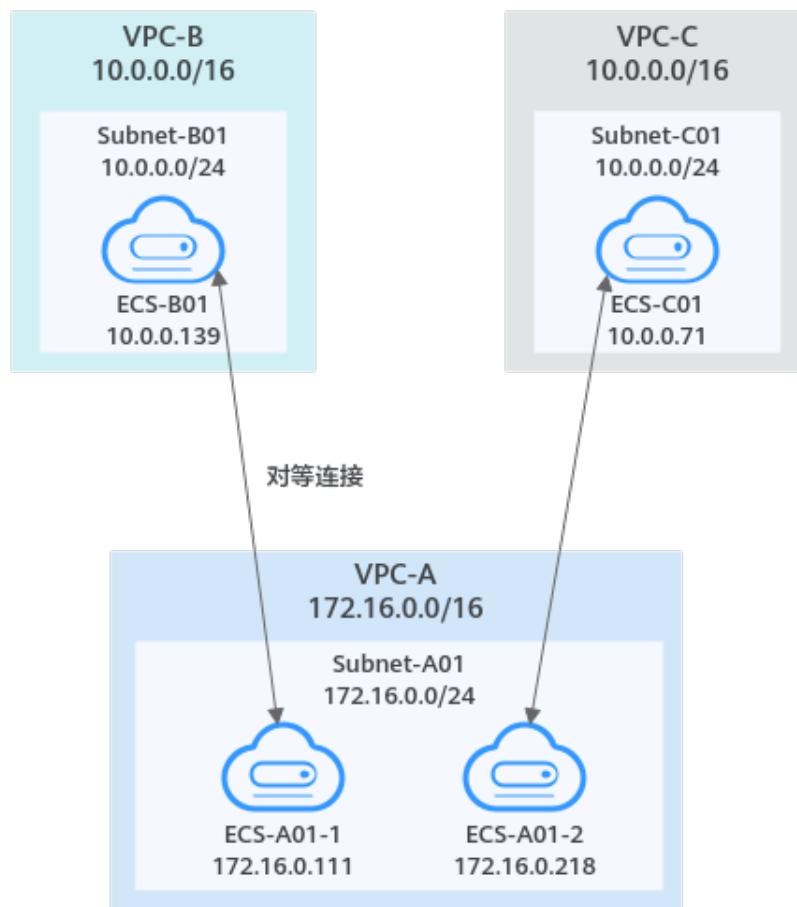 VPC-B
10.0.0.0/16
Subnet-B01
10.0.0.0/24
ECS-B01
10.0.0.139
VPC-C
10.0.0.0/16
Subnet-C01
10.0.0.0/24
ECS-C01
10.0.0.71
对等连接
VPC-A
172.16.0.0/16
Subnet-A01
172.16.0.0/24
ECS-A01-1
172.16.0.111
ECS-A01-2
172.16.0.218